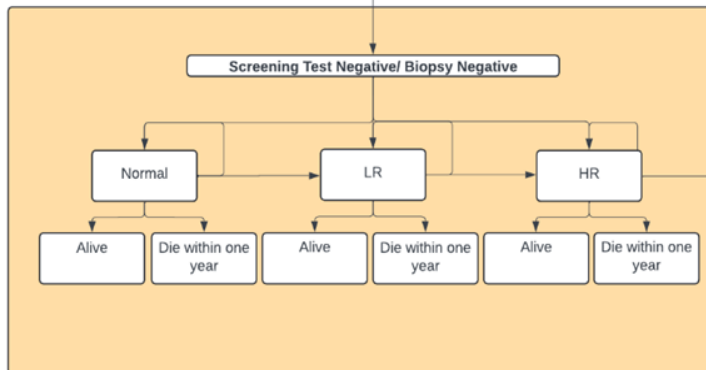 Screening Test Negative/ Biopsy Negative
Normal
LR
HR
Alive
Die within one
year
Alive
Die within one
year
Alive
Die within one
year